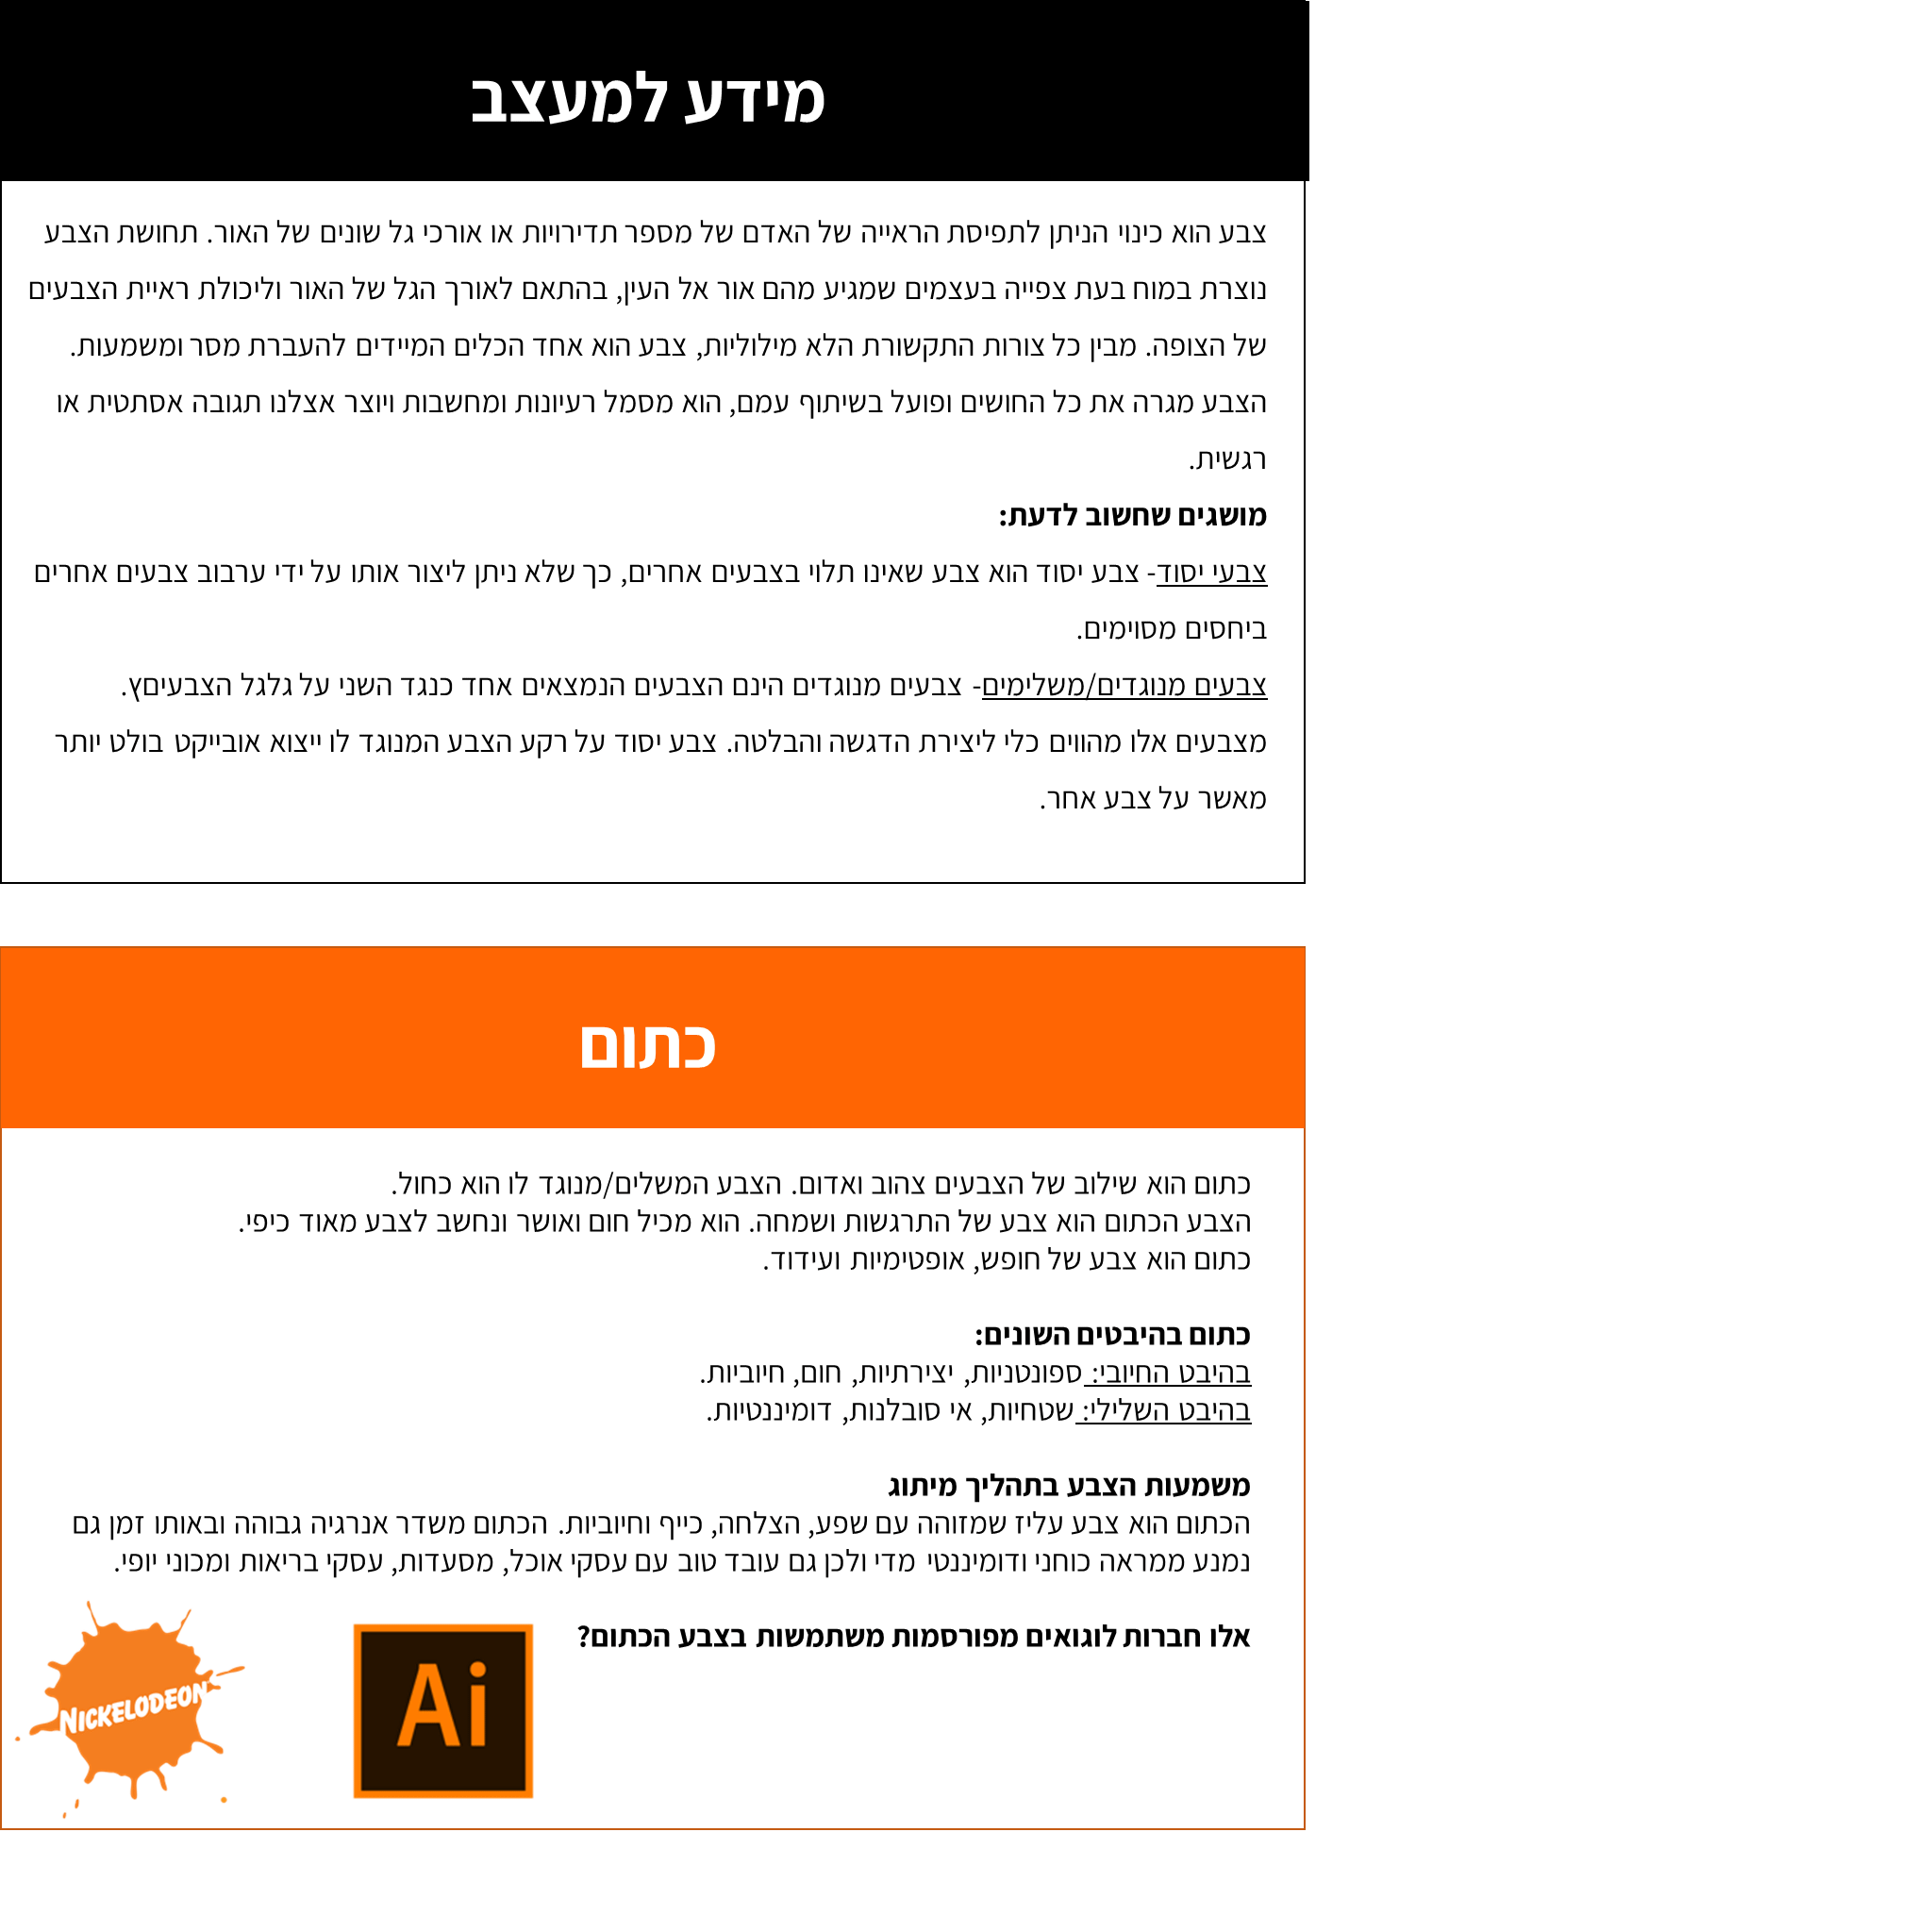 מידע למעצב
צבע הוא כינוי הניתן לתפיסת הראייה של האדם של מספר תדירויות או אורכי גל שונים של האור. תחושת הצבע
נוצרת במוח בעת צפייה בעצמים שמגיע מהם אור אל העין, בהתאם לאורך הגל של האור וליכולת ראיית הצבעים
של הצופה. מבין כל צורות התקשורת הלא מילוליות, צבע הוא אחד הכלים המיידים להעברת מסר ומשמעות.
הצבע מגרה את כל החושים ופועל בשיתוף עמם, הוא מסמל רעיונות ומחשבות ויוצר אצלנו תגובה אסתטית או
רגשית.
מושגים שחשוב לדעת:
צבעי יסוד- צבע יסוד הוא צבע שאינו תלוי בצבעים אחרים, כך שלא ניתן ליצור אותו על ידי ערבוב צבעים אחרים
ביחסים מסוימים.
צבעים מנוגדים/משלימים- צבעים מנוגדים הינם הצבעים הנמצאים אחד כנגד השני על גלגל הצבעיםץ.
מצבעים אלו מהווים כלי ליצירת הדגשה והבלטה. צבע יסוד על רקע הצבע המנוגד לו ייצוא אובייקט בולט יותר
מאשר על צבע אחר.
כתום
כתום הוא שילוב של הצבעים צהוב ואדום. הצבע המשלים/מנוגד לו הוא כחול.
הצבע הכתום הוא צבע של התרגשות ושמחה. הוא מכיל חום ואושר ונחשב לצבע מאוד כיפי.
כתום הוא צבע של חופש, אופטימיות ועידוד.
כתום בהיבטים השונים:
בהיבט החיובי: ספונטניות, יצירתיות, חום, חיוביות.
בהיבט השלילי: שטחיות, אי סובלנות, דומיננטיות.
משמעות הצבע בתהליך מיתוג
הכתום הוא צבע עליז שמזוהה עם שפע, הצלחה, כייף וחיוביות. הכתום משדר אנרגיה גבוהה ובאותו זמן גם
נמנע ממראה כוחני ודומיננטי מדי ולכן גם עובד טוב עם עסקי אוכל, מסעדות, עסקי בריאות ומכוני יופי.
אלו חברות לוגואים מפורסמות משתמשות בצבע הכתום?
Ai
NICKELODEON